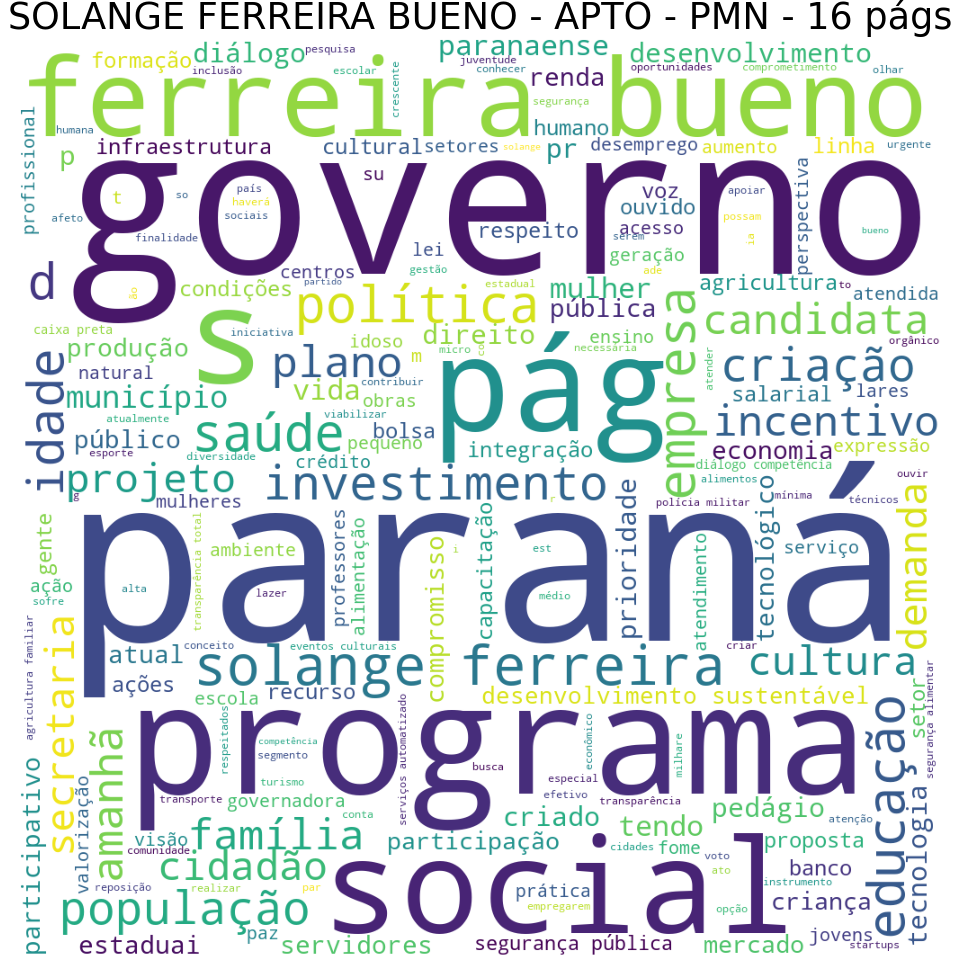 SOLANGE FERREIRA BUENO - APTO - PMN - 16 págs
formação
diálogo
pesquisa
paranaense
desenvolvimento
inclusão
escolar
crescente
juventude
conhecer
renda
oportunidades
comprometimento
olhar
ferreira bueno
segurança
profissional
humana
humano
infraestrutura
cultural
setores
solange
pr
desemprego
aumento
linha
urgente
p
governo
su
t
so
país
haverá
sociais
afeto
finalidade
voz
ouvido
acesso
serem
apoiar
possam
ia
perspectiva
bueno
respeito
lei
geração
gestão
ade
d
centros
partido
condições
ão
política
estadual
mulher
pública
agricultura
to
atendida
s
caixa preta
produção
iniciativa
idoso
direito
ensino
empresa
candidata
orgânico
natural
plano
m
micro
co
necessária
pág
atender
criação
idade
município
vida
contribuir
obras
salarial
lares
atualmente
viabilizar
incentivo
público
saúde
bolsa
pequeno
integração
economia
expressão
esporte
diversidade
crédito
diálogo competência
alimentos
ouvir
projeto
investimento
g
mulheres
r
polícia militar
mínima
técnicos
paraná
gente
transparência total
ambiente
professores
alimentação
compromisso
capacitação
i
est
prioridade
atendimento
tecnológico
serviço
demanda
ação
sofre
alta
lazer
médio
agricultura familiar
secretaria
conceito
eventos culturais
criar
atual
solange ferreira
cultura
ações
escola
recurso
desenvolvimento sustentável
setor
segurança alimentar
programa
amanhã
respeitados
competência
segmento
serviços automatizado
busca
econômico
milhare
educação
turismo
especial
efetivo
transparência
participativo
valorização
transporte
governadora
conta
criado
pedágio
atenção
tecnologia
visão
família
participação
tendo
proposta
comunidade
cidades
fome
voto
cidadão
social
ato
instrumento
banco
reposição
realizar
par
prática
empregarem
opção
criança
população
paz
jovens
estaduai
servidores
segurança pública
mercado
startups